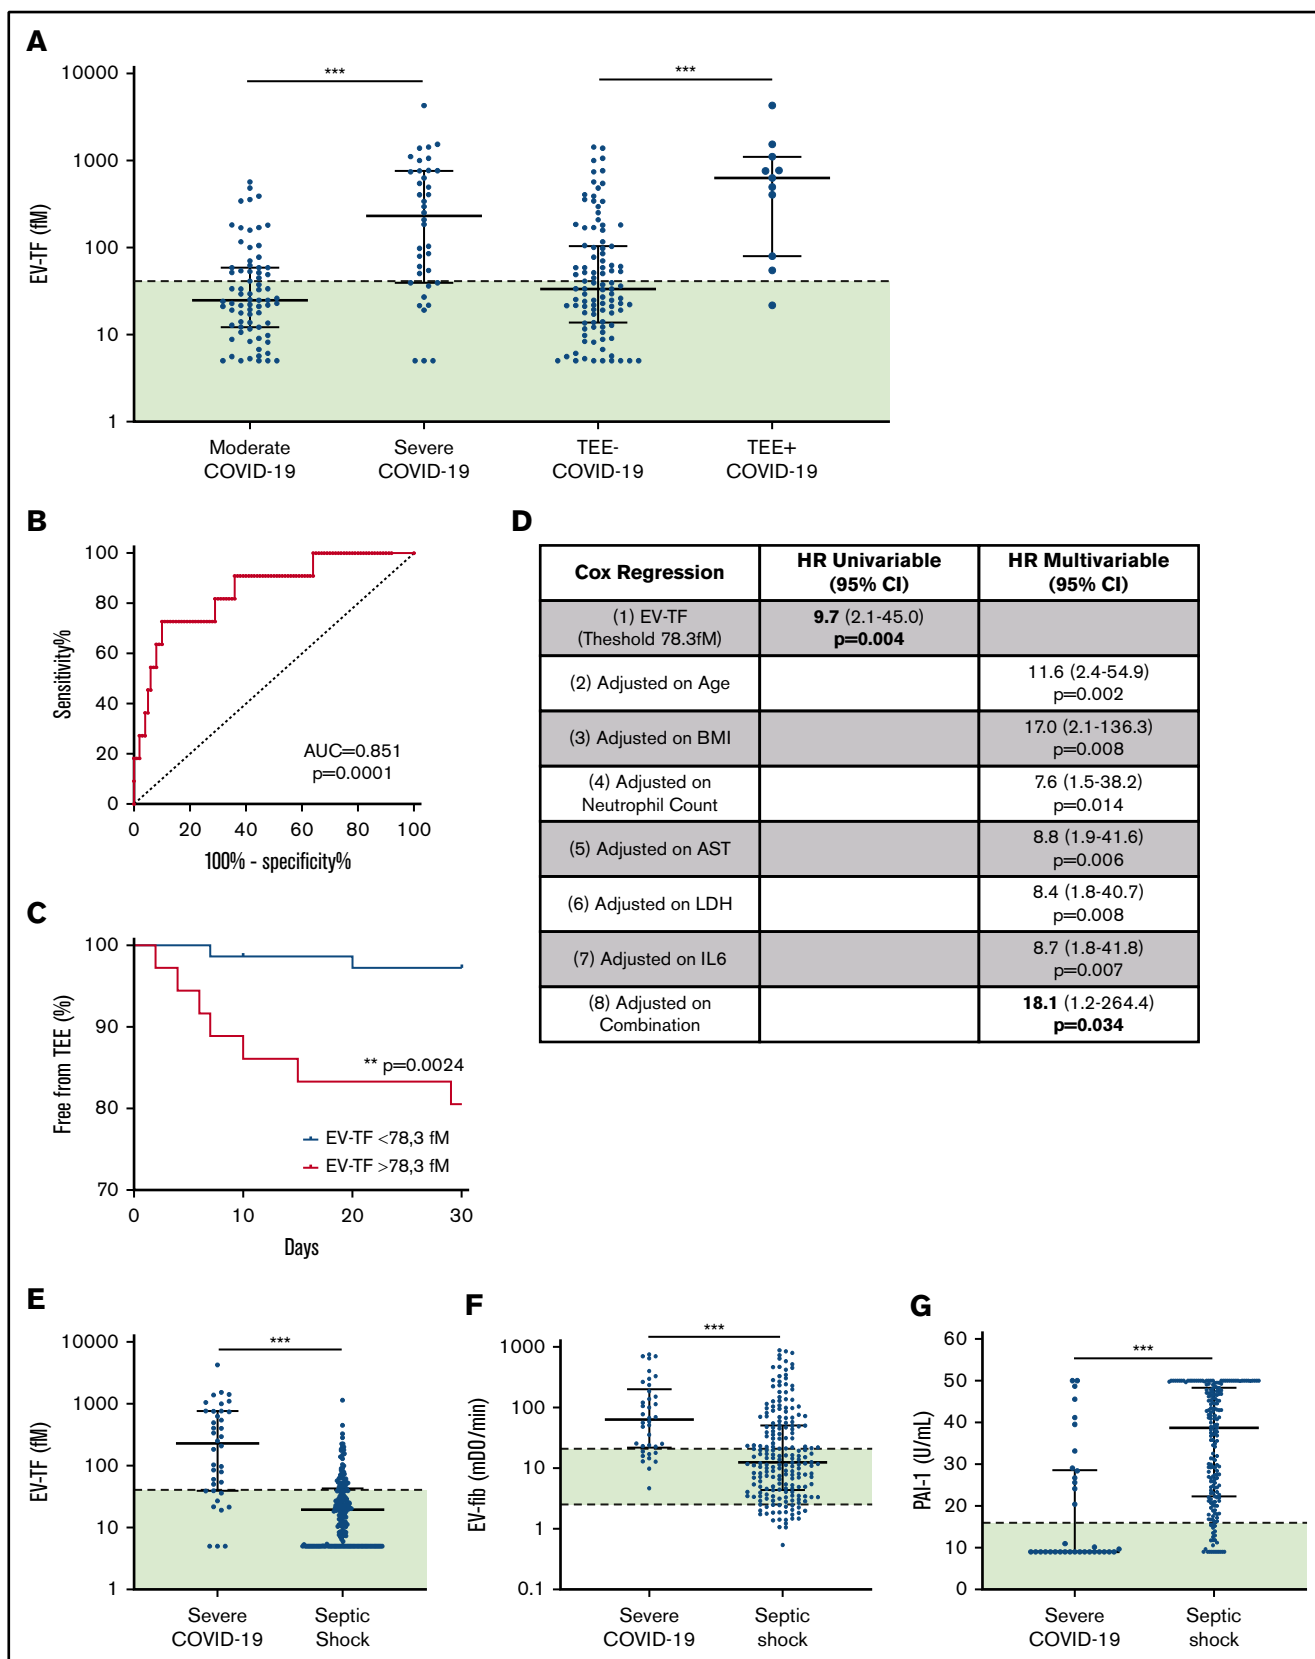 A
10000
1000
100
10
1
EV-TF (fM)
***
***
Moderate
COVID-19
Severe
COVID-19
TEE-
COVID-19
TEE+
COVID-19
B
100
80
60
40
20
0
Sensitivity%
AUC=0.851
p=0.0001
0 20 40 60 80 100
100% - specificity%
C
100
90
80
70
Free from TEE (%)
** p=0.0024
EV-TF <78,3 fM
EV-TF >78,3 fM
0 10 20 30
Days
D
Cox Regression
HR Univariable
(95% CI)
HR Multivariable
(95% CI)
(1) EV-TF
(Theshold 78.3fM)
9.7 (2.1-45.0)
p=0.004
(2) Adjusted on Age
11.6 (2.4-54.9)
p=0.002
(3) Adjusted on BMI
17.0 (2.1-136.3)
p=0.008
(4) Adjusted on
Neutrophil Count
7.6 (1.5-38.2)
p=0.014
(5) Adjusted on AST
8.8 (1.9-41.6)
p=0.006
(6) Adjusted on LDH
8.4 (1.8-40.7)
p=0.008
(7) Adjusted on IL6
8.7 (1.8-41.8)
p=0.007
(8) Adjusted on
Combination
18.1 (1.2-264.4)
p=0.034
E
10000
1000
100
10
1
EV-TF (fM)
***
Severe
COVID-19
Septic
Shock
F
1000
100
10
1
0.1
EV-fib (mDO/min)
***
Severe
COVID-19
Septic
shock
G
60
50
40
30
20
10
0
PAI-1 (U/mL)
***
Severe
COVID-19
Septic
shock